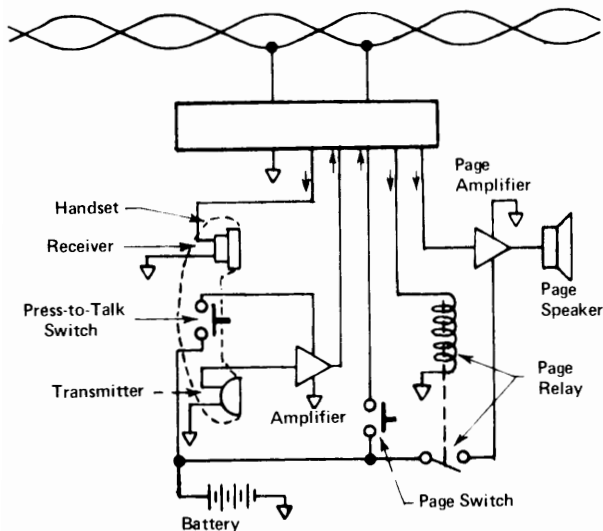 Page
Amplifier
Handset
Receiver
Page
Speaker
Press-to-Talk
Switch
Page
Relay
Transmitter
Amplifier
Page Switch
Battery